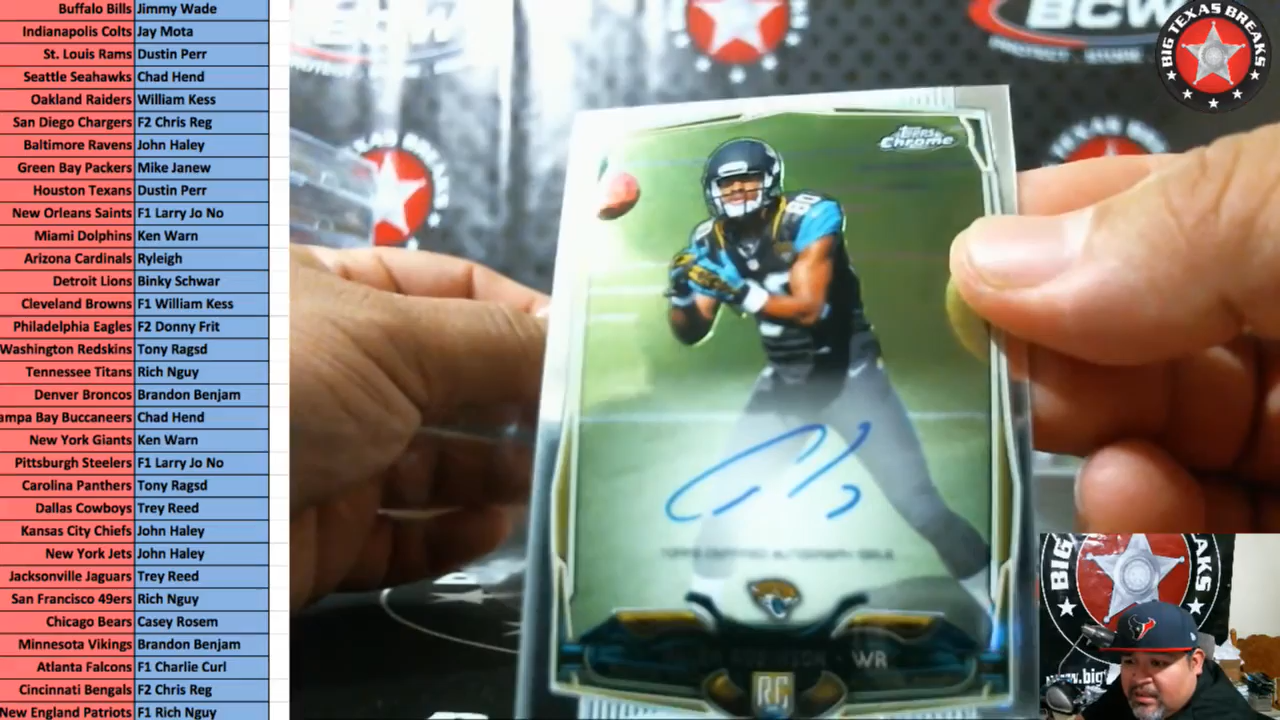 Buffalo Bills Jimmy Wade
Indianapolis Colts Jay Mota
St. Louis Rams Dustin Perr
Seattle Seahawks Chad Hend
Oakland Raiders William Kess
San Diego Chargers F2 Chris Reg
Baltimore Ravens John Haley
Green Bay Packers Mike Janew
Houston Texans Dustin Perr
New Orleans Saints F1 Larry Jo No
Miami Dolphins Ken Warn
Arizona Cardinals Ryleigh
Detroit Lions Binky Schwar
Cleveland Browns F1 William Kess
Philadelphia Eagles F2 Donny Frit
Washington Redskins Tony Ragsd
Tennessee Titans Rich Nguy
Denver Broncos Brandon Benjam
ampa Bay Buccaneers Chad Hend
New York Giants Ken Warn
Pittsburgh Steelers F1 Larry Jo No
Carolina Panthers Tony Ragsd
Dallas Cowboys Trey Reed
Kansas City Chiefs John Haley
New York Jets John Haley
Jacksonville Jaguars Trey Reed
San Francisco 49ers Rich Nguy
Chicago Bears Casey Rosem
Minnesota Vikings Brandon Benjam
Atlanta Falcons F1 Charlie Curl
Cincinnati Bengals F2 Chris Reg
New England Patriots F1 Rich Nguy
BCW
BIG TEXAS BREAKS
Topps
Chrome
80
WR
RC
BIG
BREAKS
www.big